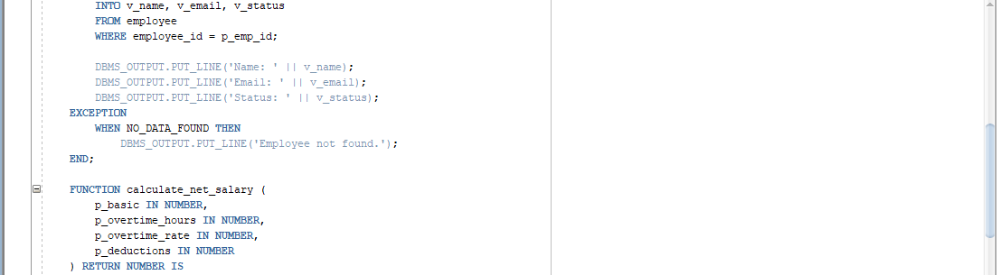 INTO v_name, v_email, v_status
FROM employee
WHERE employee_id = p_emp_id;
DBMS_OUTPUT.PUT_LINE('Name: ' || v_name);
DBMS_OUTPUT.PUT_LINE('Email: ' || v_email);
DBMS_OUTPUT.PUT_LINE('Status: ' || v_status);
EXCEPTION
WHEN NO_DATA_FOUND THEN
DBMS_OUTPUT.PUT_LINE('Employee not found.');
END;
FUNCTION calculate_net_salary (
p_basic IN NUMBER,
p_overtime_hours IN NUMBER,
p_overtime_rate IN NUMBER,
p_deductions IN NUMBER
) RETURN NUMBER IS